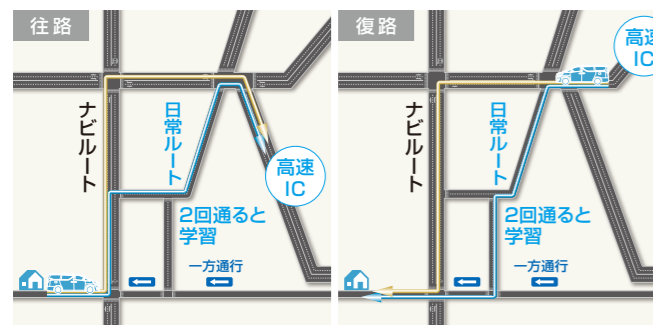 往路
ナビルート
日常ルート
高速
IC
2回通ると
学習
一方通行
復路
高速
IC
ナビルート
日常ルート
2回通ると
学習
一方通行